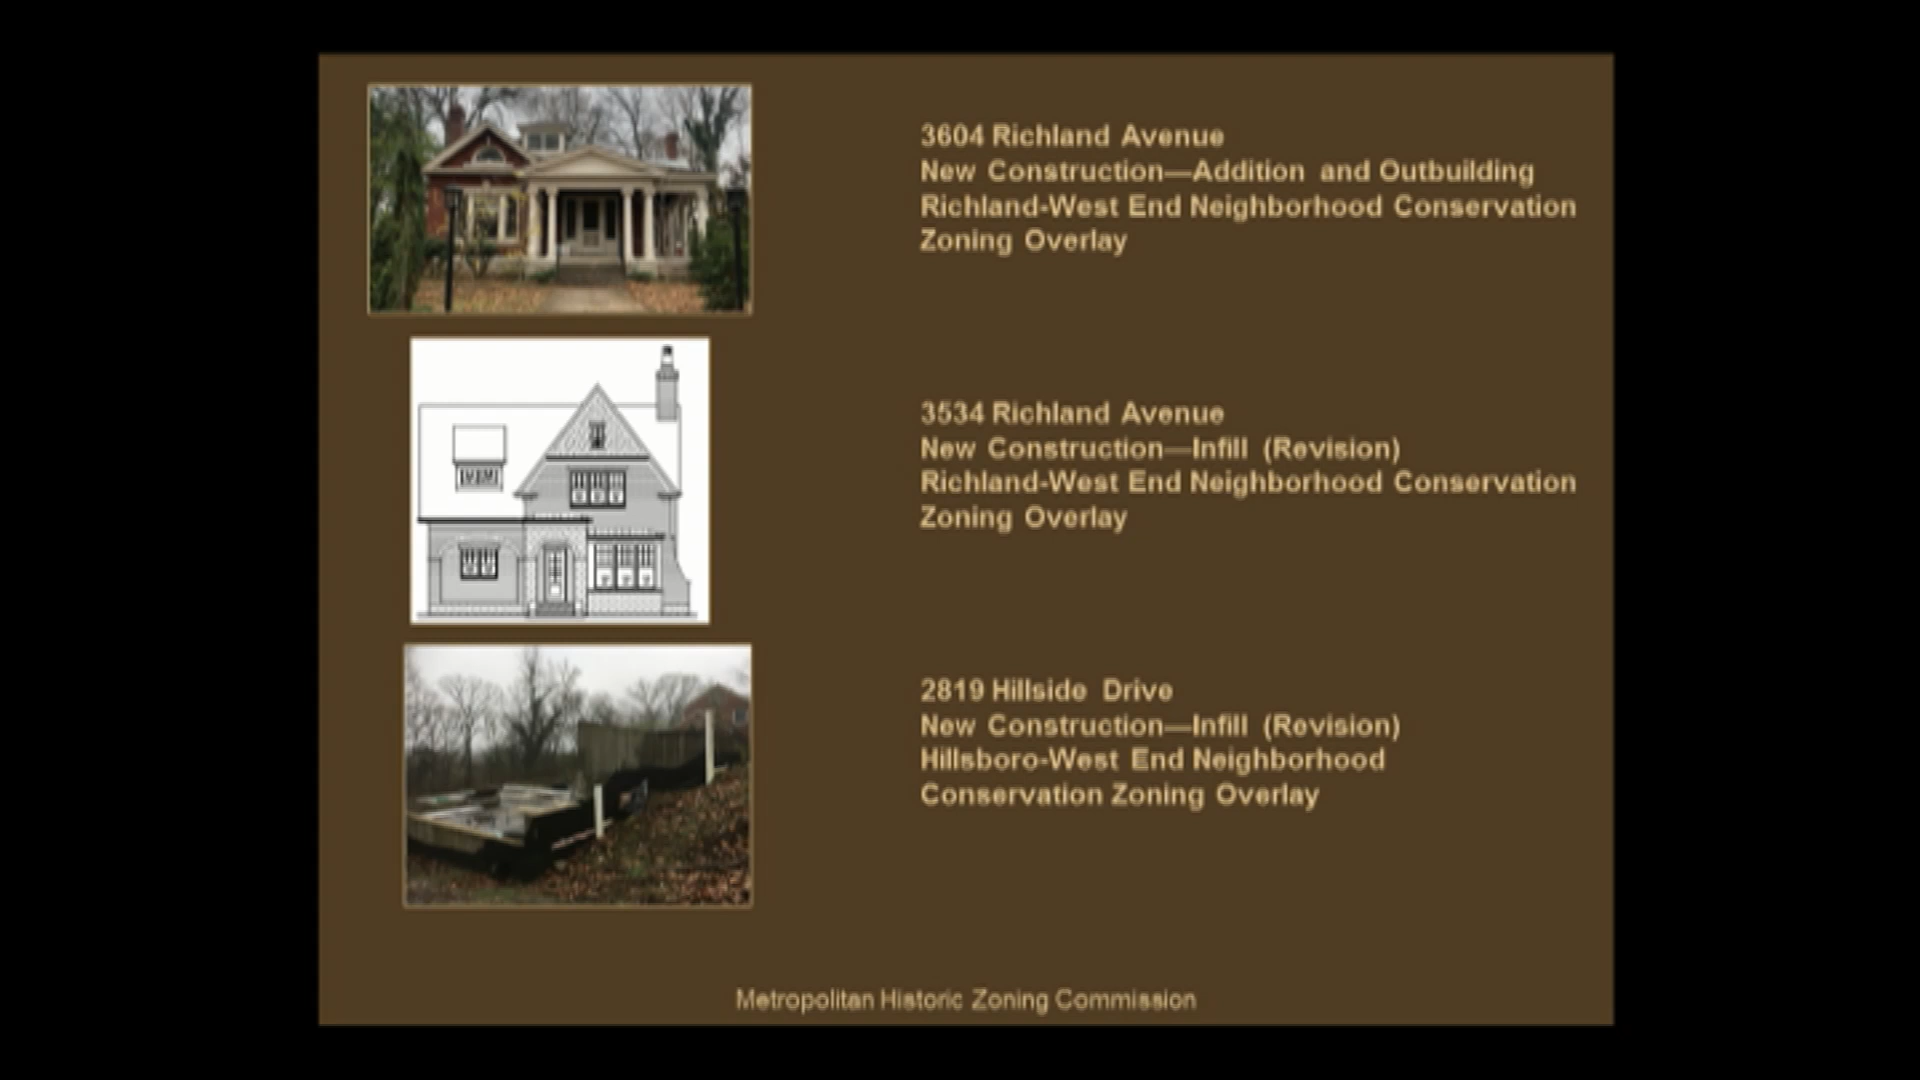 3604 Richland Avenue
New Construction—Addition and Outbuilding
Richland-West End Neighborhood Conservation
Zoning Overlay
3534 Richland Avenue
New Construction—Infill (Revision)
Richland-West End Neighborhood Conservation
Zoning Overlay
2819 Hillside Drive
New Construction—Infill (Revision)
Hillsboro-West End Neighborhood
Conservation Zoning Overlay
Metropolitan Historic Zoning Commission